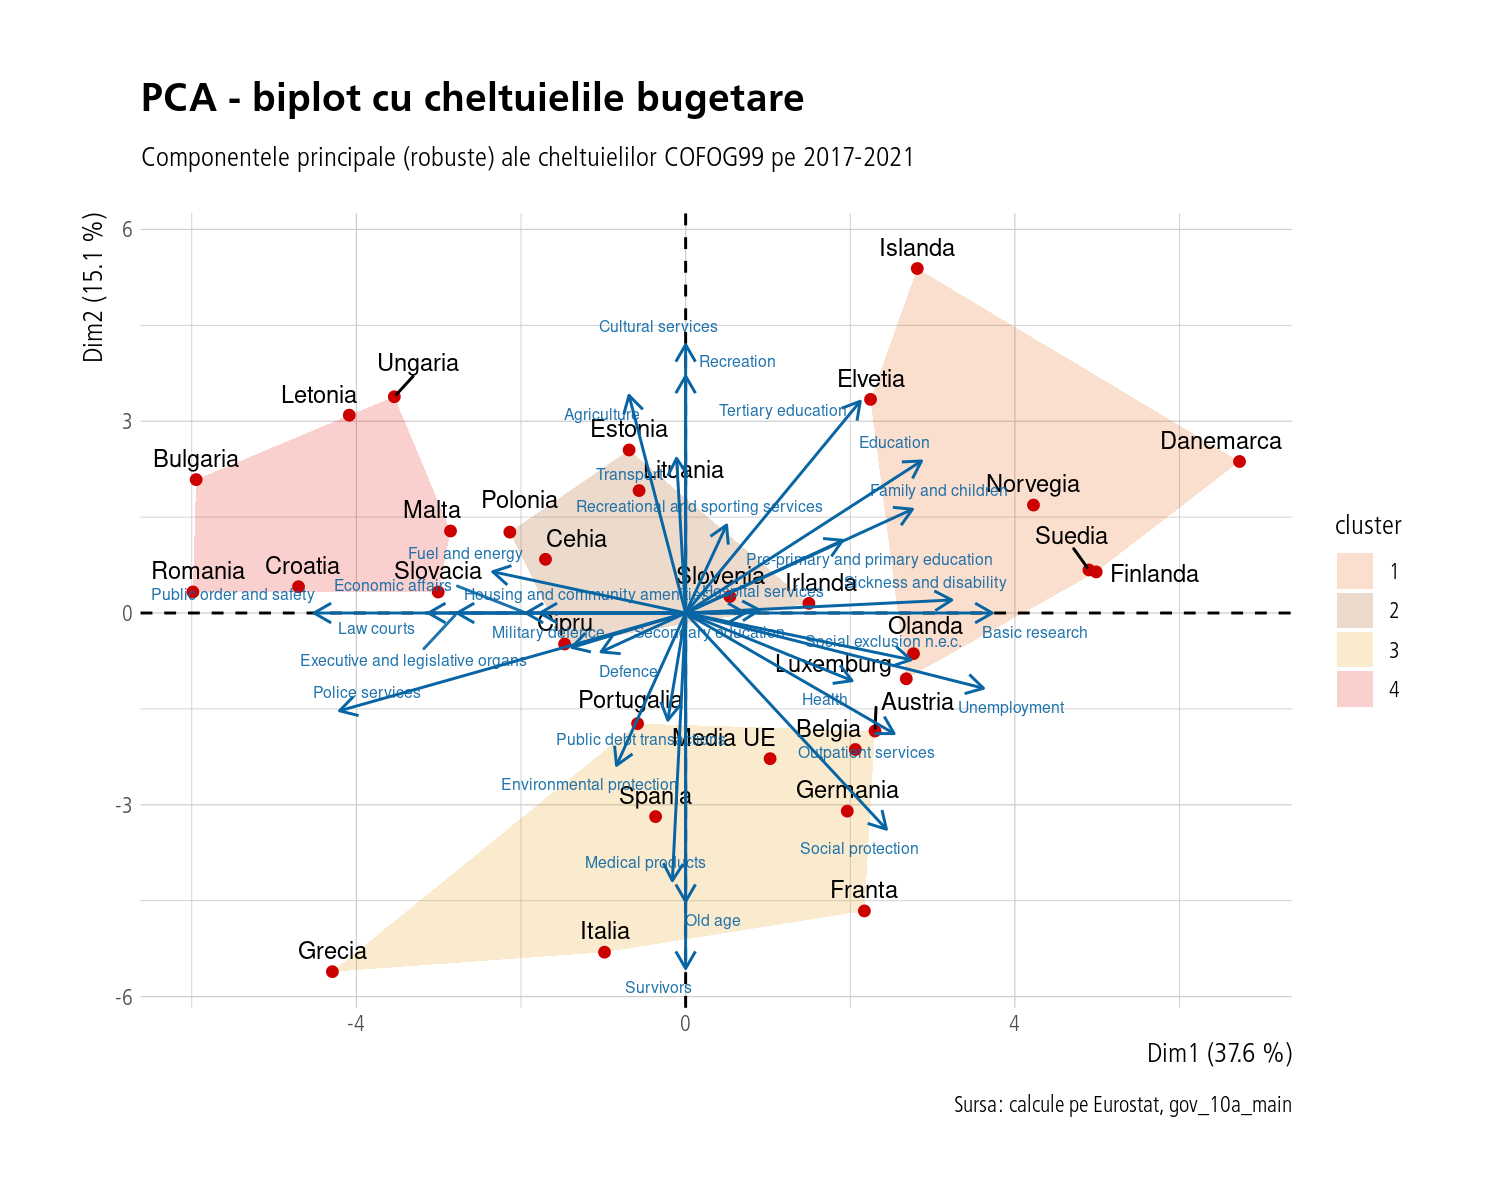 PCA - biplot cu cheltuielile bugetare
Componentele principale (robuste) ale cheltuielilor COFOG99 pe 2017-2021
Dim2 (15.1 %)
6
3
0
-3
-6
Islanda
Cultural services
Ungaria
Recreation
Elvetia
Letonia
Tertiary education
Agriculture
Estonia
Education
Danemarca
Bulgaria
Transport
Lituania
Family and children
Norvegia
Polonia
Malta
Recreational and sporting services
Cehia
Suedia
Fuel and energy
Pre-primary and primary education
Romania
Croatia
Slovacia
Slovenia
Irlanda
Finlanda
Economic affairs
Sickness and disability
Public order and safety
Housing and community amenities
Hospital services
Law courts
Military defence
Cipru
Secondary education
Olanda
Basic research
Social exclusion n.e.c.
Executive and legislative organs
Luxemburg
Defence
Police services
Portugalia
Health
Austria
Unemployment
Public debt transactions
Media UE
Belgia
Outpatient services
Environmental protection
Spania
Germania
Social protection
Medical products
Franta
Old age
Italia
Grecia
Survivors
-4
0
4
Dim1 (37.6 %)
cluster
1
2
3
4
Sursa: calcule pe Eurostat, gov_10a_main